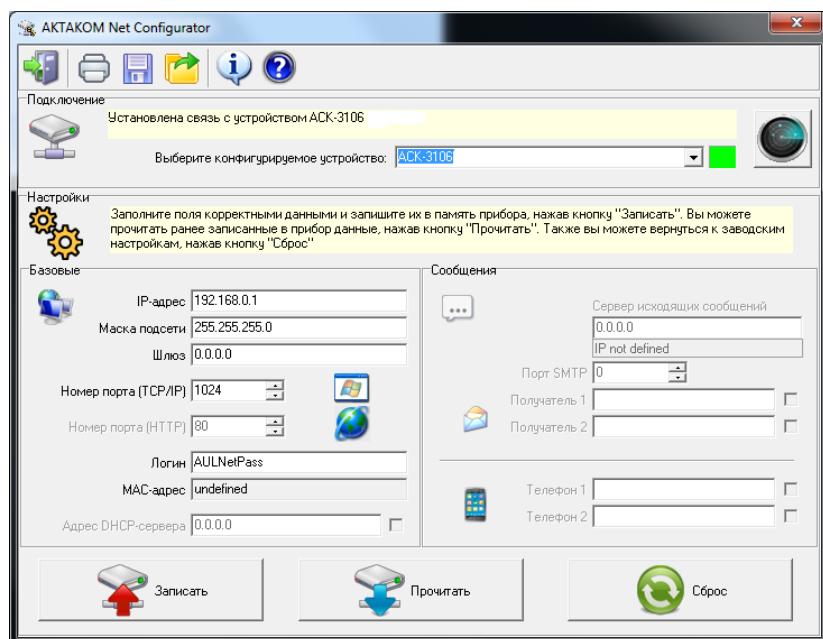 AKTAKOM Net Configurator
Подключение
Установлена связь с устройством АСК-3106
Выберите конфигурируемое устройство: АСК-3106
Настройки
Заполните поля корректными данными и запишите их в память прибора, нажав кнопку "Записать". Вы можете
прочитать ранее записанные в прибор данные, нажав кнопку "Прочитать". Также вы можете вернуться к заводским
настройкам, нажав кнопку "Сброс"
Базовые
IP-адрес 192.168.0.1
Маска подсети 255.255.255.0
Шлюз 0.0.0.0
Номер порта (TCP/IP) 1024
Номер порта (HTTP) 80
Логин AULNetPass
MAC-адрес undefined
Адрес DHCP-сервера 0.0.0.0
Сообщения
Сервер исходящих сообщений
0.0.0.0
IP not defined
Порт SMTP 0
Получатель 1
Получатель 2
Телефон 1
Телефон 2
Записать
Прочитать
Сброс